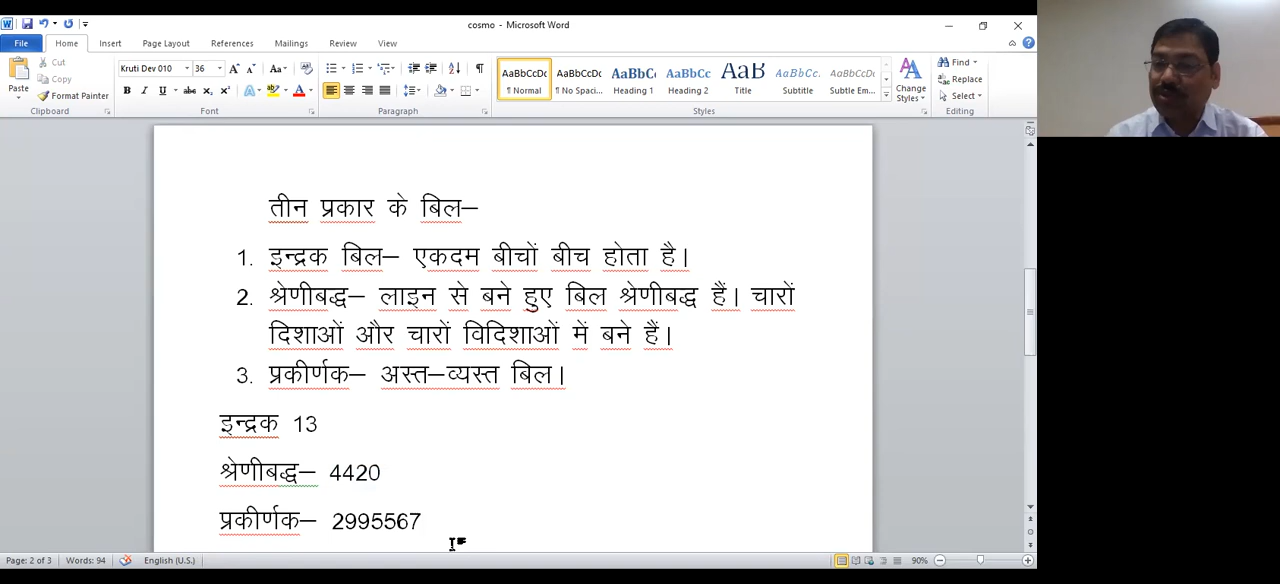 cosmo - Microsoft Word
File Home Insert Page Layout References Mailings Review View
Cut
Copy
Paste Format Painter
Clipboard
Kruti Dev 010 36
Font
Paragraph
AaBbCcDc AaBbCcDc AaBbCc AaBbCc AaB AaBbCc. AaBbCcDc
¶ Normal ¶ No Spaci... Heading 1 Heading 2 Title Subtitle Subtle Em...
Styles
Change Styles
Find
Replace
Select
Editing
तीन प्रकार के बिल–
1. इन्द्रक बिल– एकदम बीचों बीच होता है।
2. श्रेणीबद्ध– लाइन से बने हुए बिल श्रेणीबद्ध हैं। चारों
दिशाओं और चारों विदिशाओं में बने हैं।
3. प्रकीर्णक– अस्त–व्यस्त बिल।
इन्द्रक 13
श्रेणीबद्ध– 4420
प्रकीर्णक– 2995567
Page: 2 of 3 Words: 94 English (U.S.) 90%